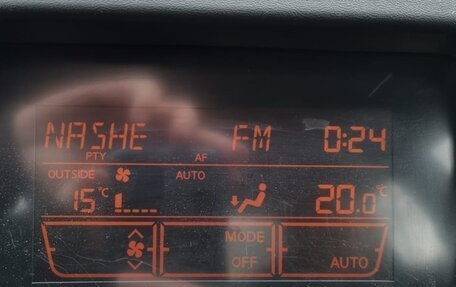 NASHE FM 0:24
PTY AF
OUTSIDE AUTO
15°C 20.0°C
MODE
OFF AUTO